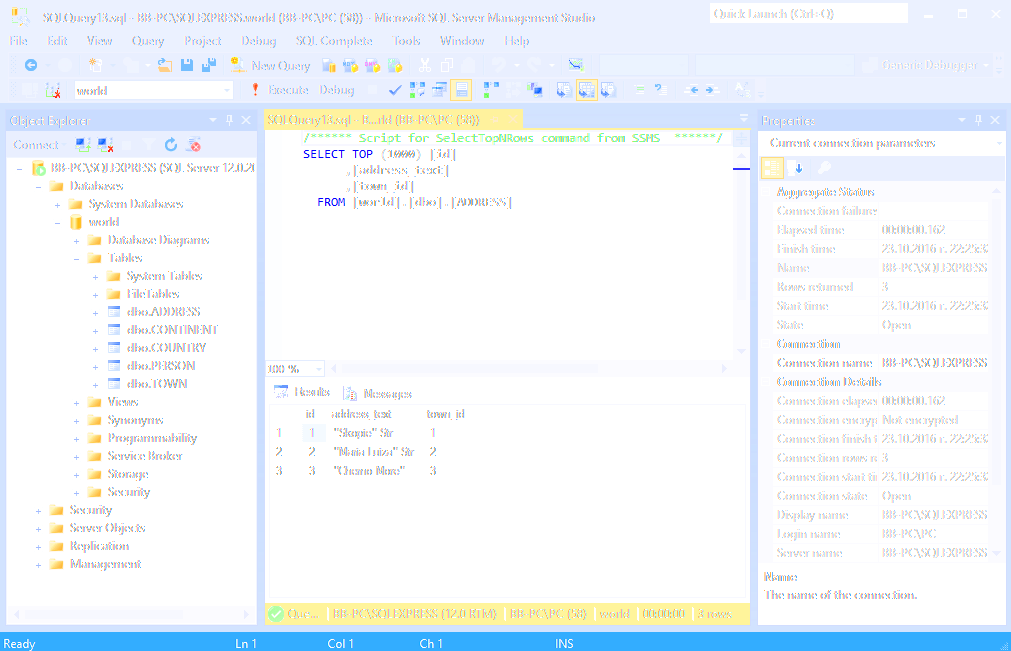 SQLQuery13.sql - BB-PC\SQLEXPRESS.world (BB-PC\PC (58)) - Microsoft SQL Server Management Studio
Quick Launch (Ctrl+Q)
File Edit View Query Project Debug SQL Complete Tools Window Help
New Query
Generic Debugger
world
Execute Debug
Object Explorer
Connect
BB-PC\SQLEXPRESS (SQL Server 12.0.20
Databases
System Databases
world
Database Diagrams
Tables
System Tables
FileTables
dbo.ADDRESS
dbo.CONTINENT
dbo.COUNTRY
dbo.PERSON
dbo.TOWN
Views
Synonyms
Programmability
Service Broker
Storage
Security
Security
Server Objects
Replication
Management
SQLQuery13.sql - B...rld (BB-PC\PC (58))
/****** Script for SelectTopNRows command from SSMS ******/
SELECT TOP (1000) [id]
,[address_text]
,[town_id]
FROM [world].[dbo].[ADDRESS]
100 %
Results Messages
id address_text town_id
1 1 "Skopie" Str 1
2 2 "Maria Luiza" Str 2
3 3 "Cherno More" 3
Que... BB-PC\SQLEXPRESS (12.0 RTM) BB-PC\PC (58) world 00:00:00 3 rows
Properties
Current connection parameters
Aggregate Status
Connection failure
Elapsed time 00:00:00.162
Finish time 23.10.2016 г. 22:25:3
Name BB-PC\SQLEXPRESS
Rows returned 3
Start time 23.10.2016 г. 22:25:3
State Open
Connection
Connection name BB-PC\SQLEXPRESS
Connection Details
Connection elapse 00:00:00.162
Connection encryp Not encrypted
Connection finish t 23.10.2016 г. 22:25:3
Connection rows r 3
Connection start ti 23.10.2016 г. 22:25:3
Connection state Open
Display name BB-PC\SQLEXPRESS
Login name BB-PC\PC
Server name BB-PC\SQLEXPRESS
Name
The name of the connection.
Ready Ln 1 Col 1 Ch 1 INS